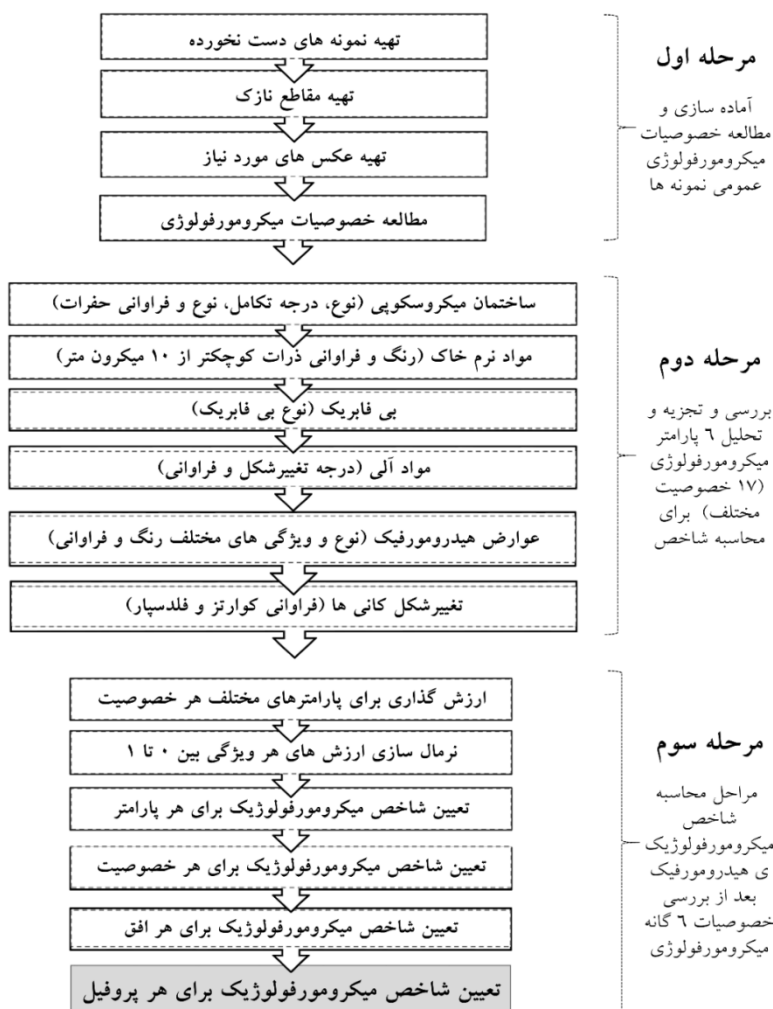 تهیه نمونه های دست نخورده
تهیه مقاطع نازک
تهیه عکس های مورد نیاز
مطالعه خصوصیات میکرومورفولوژی
مرحله اول
آماده سازی و
مطالعه خصوصیات
میکرومورفولوژی
عمومی نمونه ها
ساختمان میکروسکوپی (نوع، درجه تکامل، نوع و فراوانی حفرات)
مواد نرم خاک (رنگ و فراوانی ذرات کوچکتر از ۱۰ میکرون متر)
بی فابریک (نوع بی فابریک)
مواد آلی (درجه تغییرشکل و فراوانی)
عوارض هیدرومورفیک (نوع و ویژگی های مختلف رنگ و فراوانی)
تغییرشکل کانی ها (فراوانی کوارتز و فلدسپار)
مرحله دوم
بررسی و تجزیه و
تحلیل ٦ پارامتر
میکرومورفولوژی
(۱۷ خصوصیت
مختلف) برای
محاسبه شاخص
ارزش گذاری برای پارامترهای مختلف هر خصوصیت
نرمال سازی ارزش های هر ویژگی بین ۰ تا ۱
تعیین شاخص میکرومورفولوژیک برای هر پارامتر
تعیین شاخص میکرومورفولوژیک برای هر خصوصیت
تعیین شاخص میکرومورفولوژیک برای هر افق
تعیین شاخص میکرومورفولوژیک برای هر پروفیل
مرحله سوم
مراحل محاسبه
شاخص
میکرومورفولوژیک
ی هیدرومورفیک
بعد از بررسی
خصوصیات ٦ گانه
میکرومورفولوژی